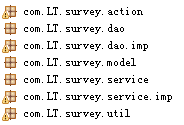 com.LT.survey.action
com.LT.survey.dao
com.LT.survey.dao.imp
com.LT.survey.model
com.LT.survey.service
com.LT.survey.service.imp
com.LT.survey.util